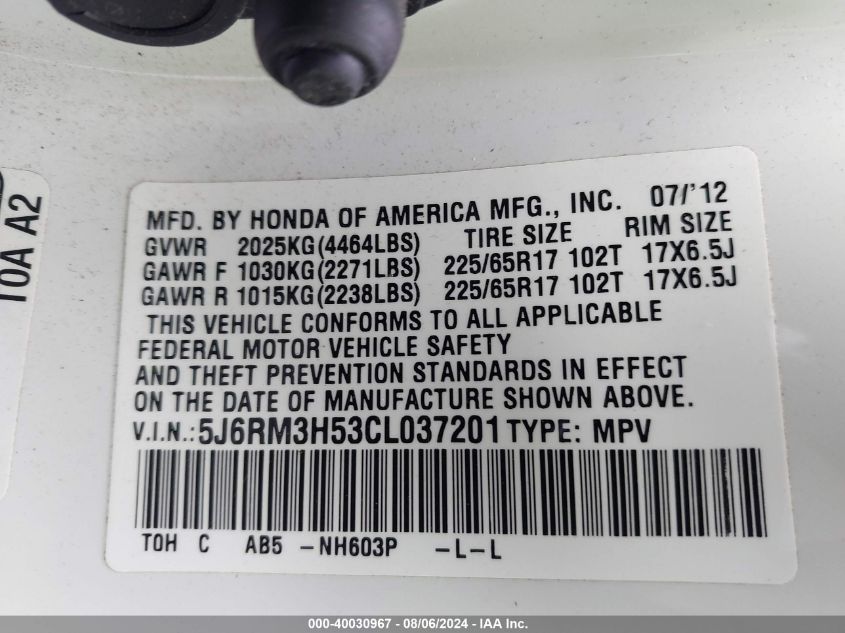 MFD. BY HONDA OF AMERICA MFG., INC. 07/'12
GVWR 2025KG(4464LBS) TIRE SIZE RIM SIZE
GAWR F 1030KG(2271LBS) 225/65R17 102T 17X6.5J
GAWR R 1015KG(2238LBS) 225/65R17 102T 17X6.5J
THIS VEHICLE CONFORMS TO ALL APPLICABLE
FEDERAL MOTOR VEHICLE SAFETY
AND THEFT PREVENTION STANDARDS IN EFFECT
ON THE DATE OF MANUFACTURE SHOWN ABOVE.
V.I.N.: 5J6RM3H53CL037201 TYPE: MPV
T0H C AB5 -NH603P -L-L
T0A A2
000-40030967 - 08/06/2024 - IAA Inc.